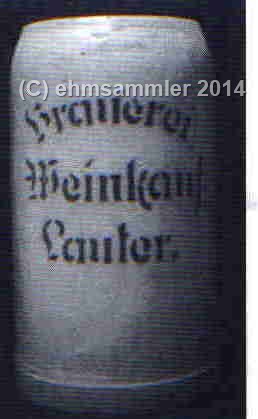 (C) ehmsammler 2014
Brauerei
Weinkauf
Lauter.